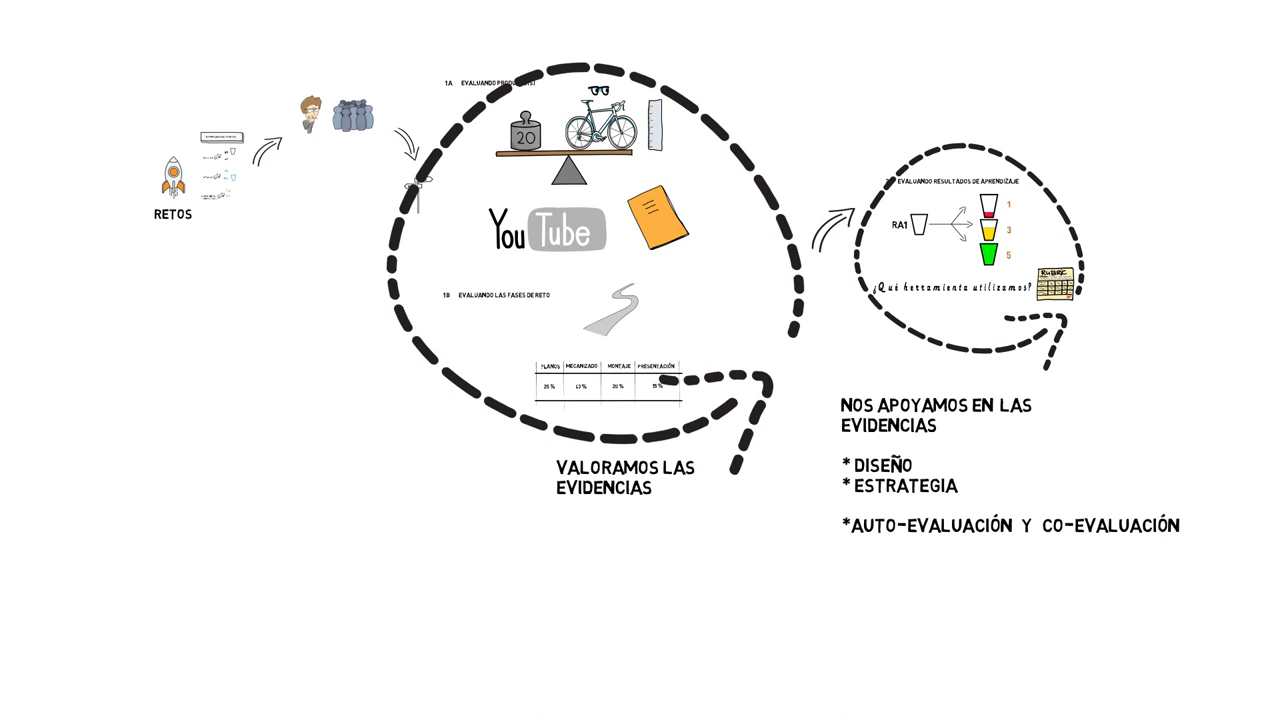 RETOS
1A EVALUANDO
20
YouTube
1B EVALUANDO LAS FASES DE RETO
PLANOS MECANIZADO MONTAJE PRESENTACIÓN
25 % 20 % 15 %
VALORAMOS LAS
EVIDENCIAS
EVALUANDO RESULTADOS DE APRENDIZAJE
RA1
1
3
5
¿Qué herramienta utilizamos?
RUBRIC
NOS APOYAMOS EN LAS
EVIDENCIAS
* DISEÑO
* ESTRATEGIA
*AUTO-EVALUACIÓN Y CO-EVALUACIÓN